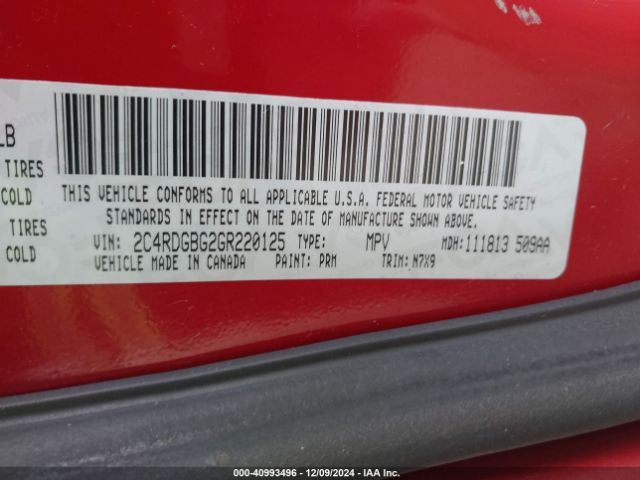 LB
TIRES
COLD
TIRES
COLD
THIS VEHICLE CONFORMS TO ALL APPLICABLE U.S.A. FEDERAL MOTOR VEHICLE SAFETY
STANDARDS IN EFFECT ON THE DATE OF MANUFACTURE SHOWN ABOVE.
VIN: 2C4RDGBG2GR220125 TYPE: MPV MDH: 111813 509AA
VEHICLE MADE IN CANADA PAINT: PRM TRIM: N7X9
000-40993496 - 12/09/2024 - IAA Inc.